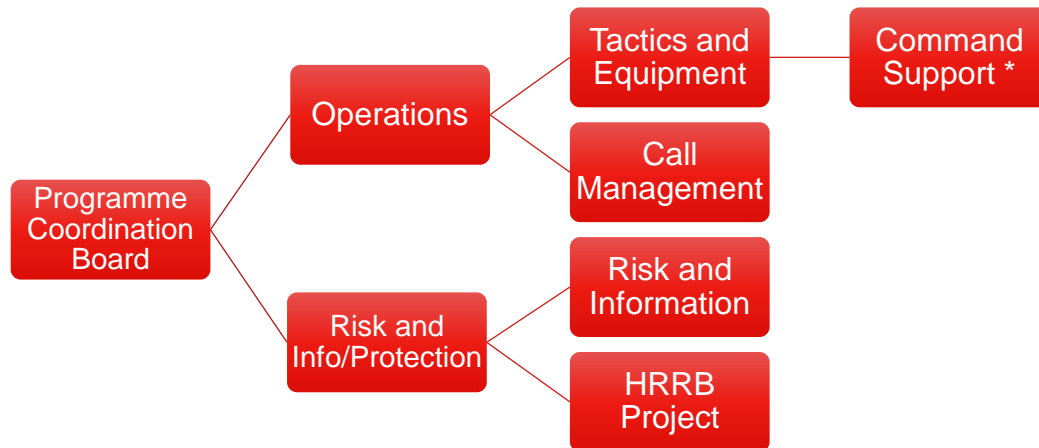 Programme
Coordination
Board
Operations
Risk and
Info/Protection
Tactics and
Equipment
Call
Management
Risk and
Information
HRRB
Project
Command
Support *